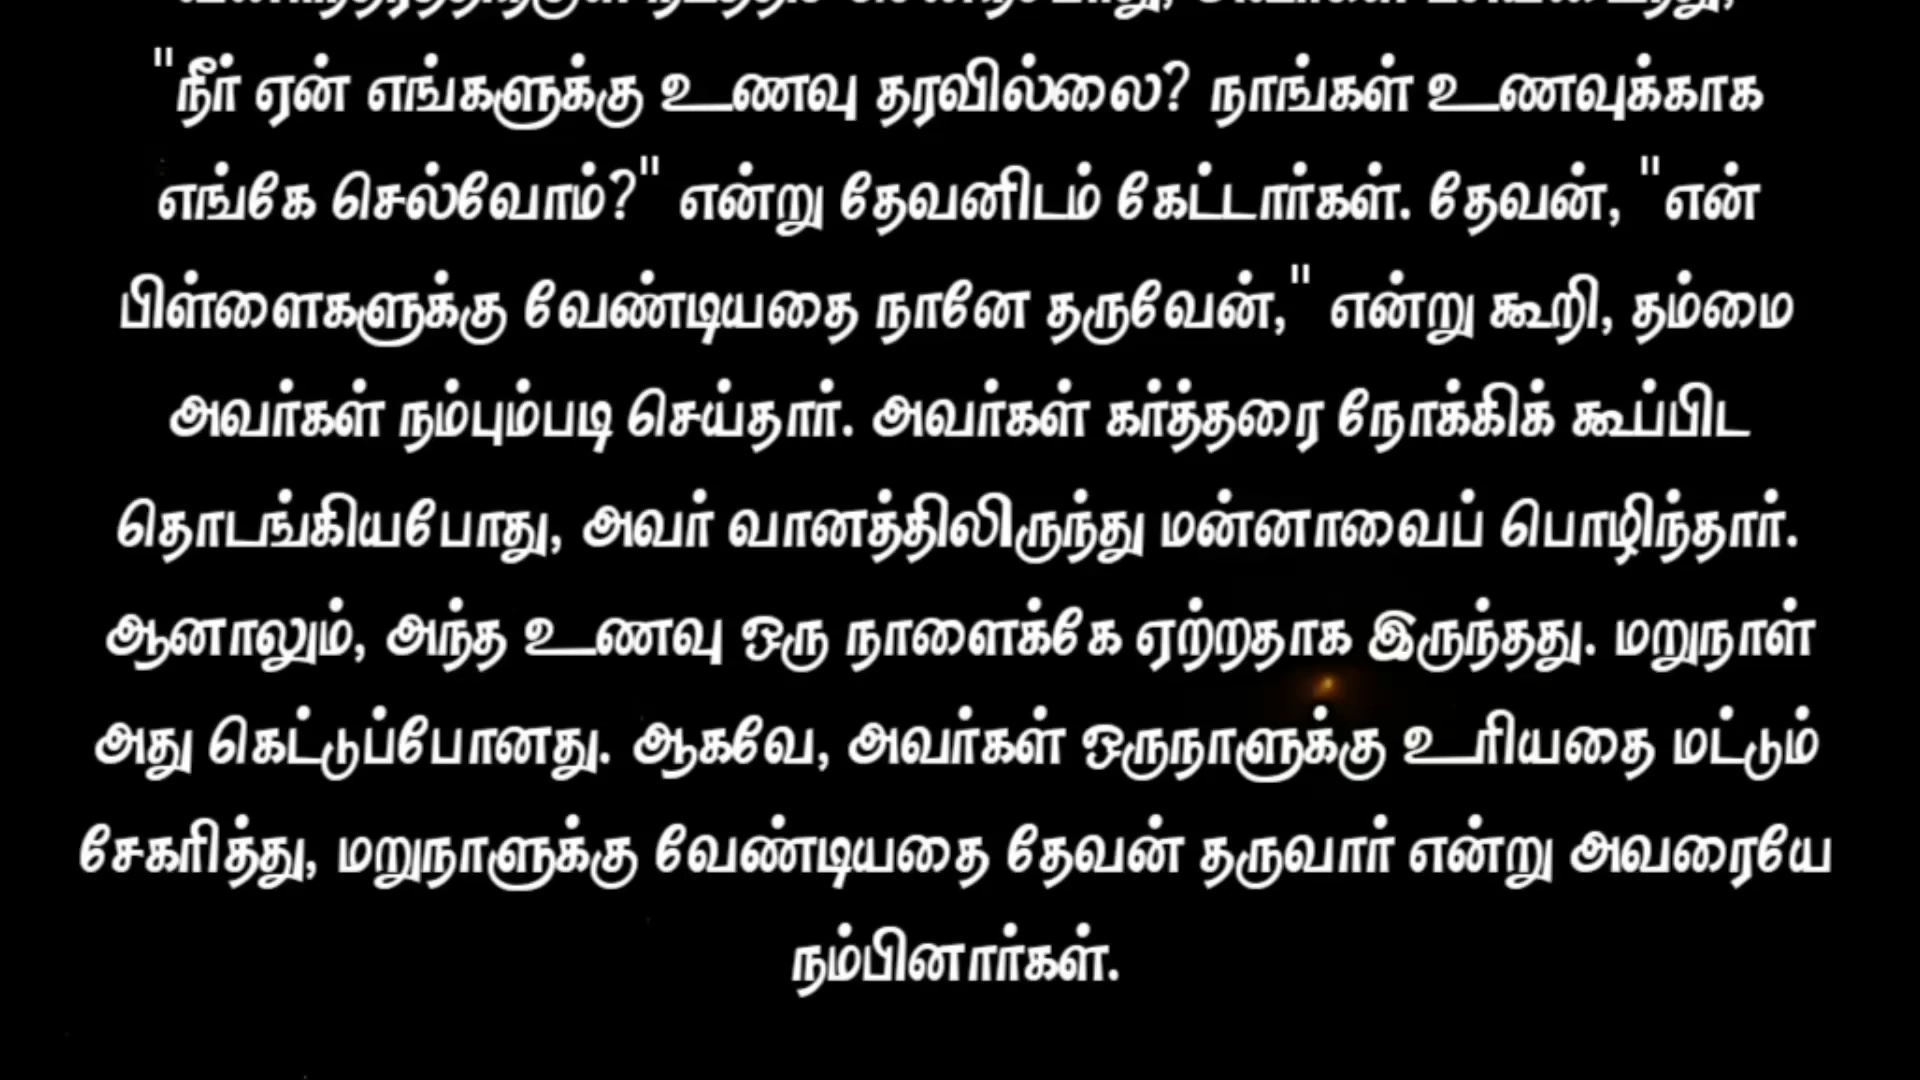 "நீர் ஏன் எங்களுக்கு உணவு தரவில்லை? நாங்கள் உணவுக்காக
எங்கே செல்வோம்?" என்று தேவனிடம் கேட்டார்கள். தேவன், "என்
பிள்ளைகளுக்கு வேண்டியதை நானே தருவேன்," என்று கூறி, தம்மை
அவர்கள் நம்பும்படி செய்தார். அவர்கள் கர்த்தரை நோக்கிக் கூப்பிட
தொடங்கியபோது, அவர் வானத்திலிருந்து மன்னாவைப் பொழிந்தார்.
ஆனாலும், அந்த உணவு ஒரு நாளைக்கே ஏற்றதாக இருந்தது. மறுநாள்
அது கெட்டுப்போனது. ஆகவே, அவர்கள் ஒருநாளுக்கு உரியதை மட்டும்
சேகரித்து, மறுநாளுக்கு வேண்டியதை தேவன் தருவார் என்று அவரையே
நம்பினார்கள்.